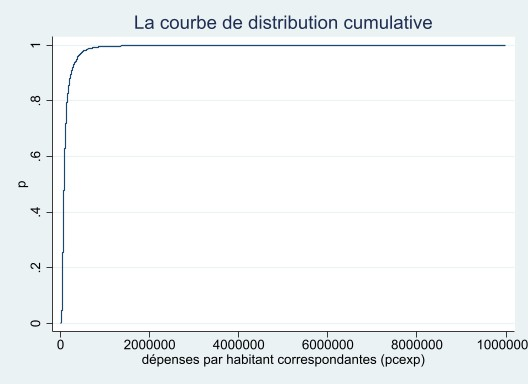 La courbe de distribution cumulative
1
.8
.6
.4
.2
0
p
0 2000000 4000000 6000000 8000000 1000000
dépenses par habitant correspondantes (pcexp)